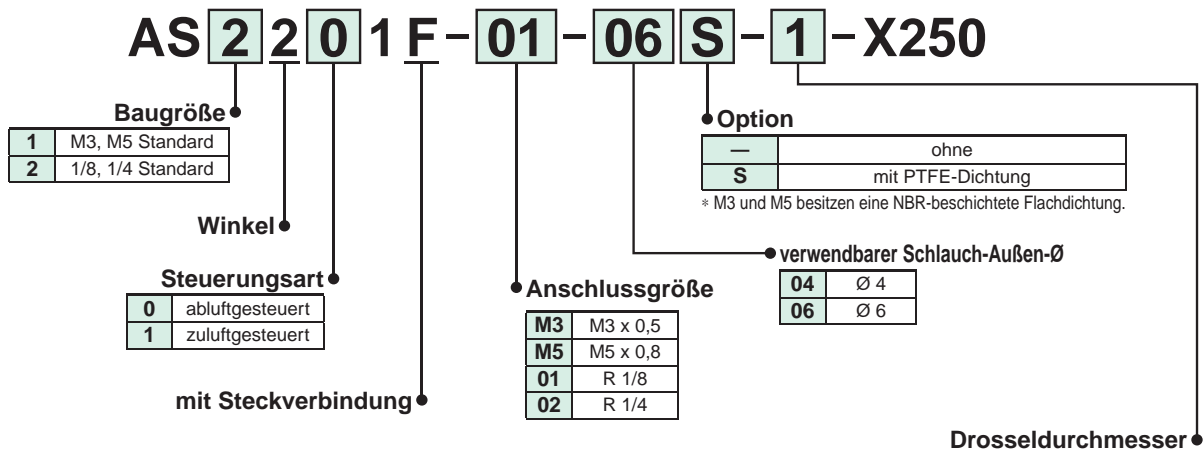 AS 2 2 0 1 F - 01 - 06 S - 1 - X250
Baugröße
1 M3, M5 Standard
2 1/8, 1/4 Standard
Winkel
Steuerungsart
0 abluftgesteuert
1 zuluftgesteuert
mit Steckverbindung
Anschlussgröße
M3 M3 x 0,5
M5 M5 x 0,8
01 R 1/8
02 R 1/4
Option
— ohne
S mit PTFE-Dichtung
* M3 und M5 besitzen eine NBR-beschichtete Flachdichtung.
verwendbarer Schlauch-Außen-Ø
04 Ø 4
06 Ø 6
Drosseldurchmesser